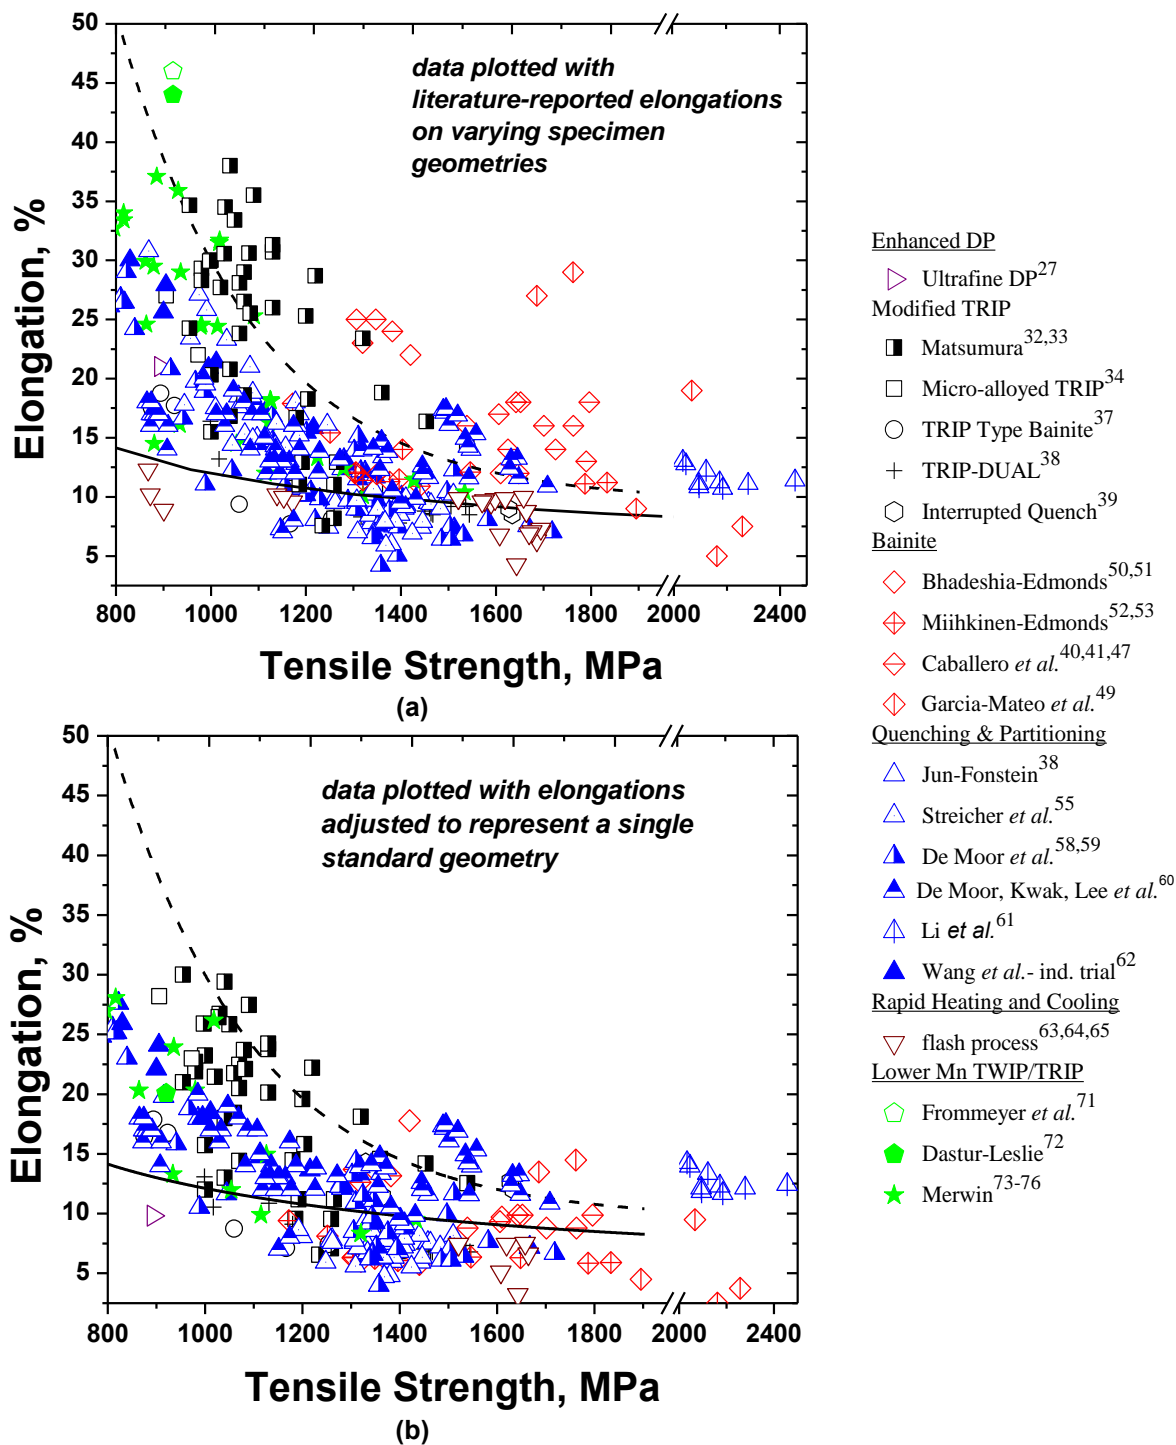 50
45
40
35
30
25
20
15
10
5
Elongation, %
data plotted with
literature-reported elongations
on varying specimen
geometries
800 1000 1200 1400 1600 1800 2000 2400
Tensile Strength, MPa
(a)
50
45
40
35
30
25
20
15
10
5
Elongation, %
data plotted with elongations
adjusted to represent a single
standard geometry
800 1000 1200 1400 1600 1800 2000 2400
Tensile Strength, MPa
(b)
Enhanced DP
Ultrafine DP27
Modified TRIP
Matsumura32,33
Micro-alloyed TRIP34
TRIP Type Bainite37
TRIP-DUAL38
Interrupted Quench39
Bainite
Bhadeshia-Edmonds50,51
Miihkinen-Edmonds52,53
Caballero et al.40,41,47
Garcia-Mateo et al.49
Quenching & Partitioning
Jun-Fonstein38
Streicher et al.55
De Moor et al.58,59
De Moor, Kwak, Lee et al.60
Li et al.61
Wang et al.- ind. trial62
Rapid Heating and Cooling
flash process63,64,65
Lower Mn TWIP/TRIP
Frommeyer et al.71
Dastur-Leslie72
Merwin73-76